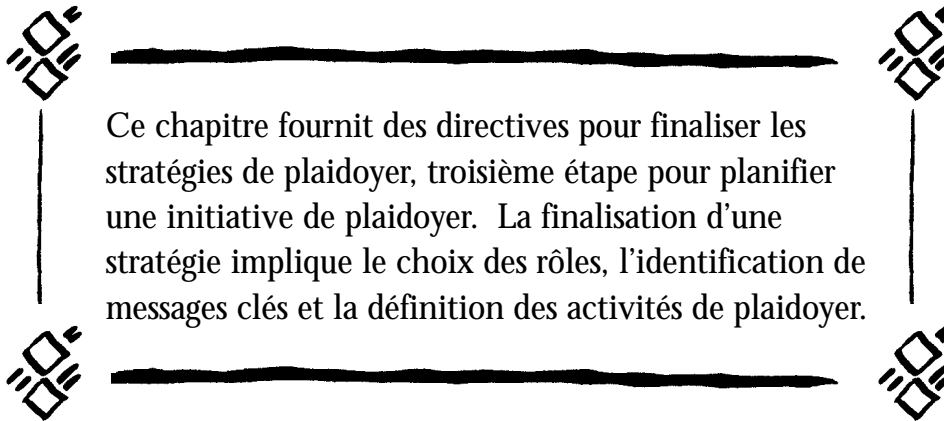 Ce chapitre fournit des directives pour finaliser les
stratégies de plaidoyer, troisième étape pour planifier
une initiative de plaidoyer.  La finalisation d’une
stratégie implique le choix des rôles, l’identification de
messages clés et la définition des activités de plaidoyer.